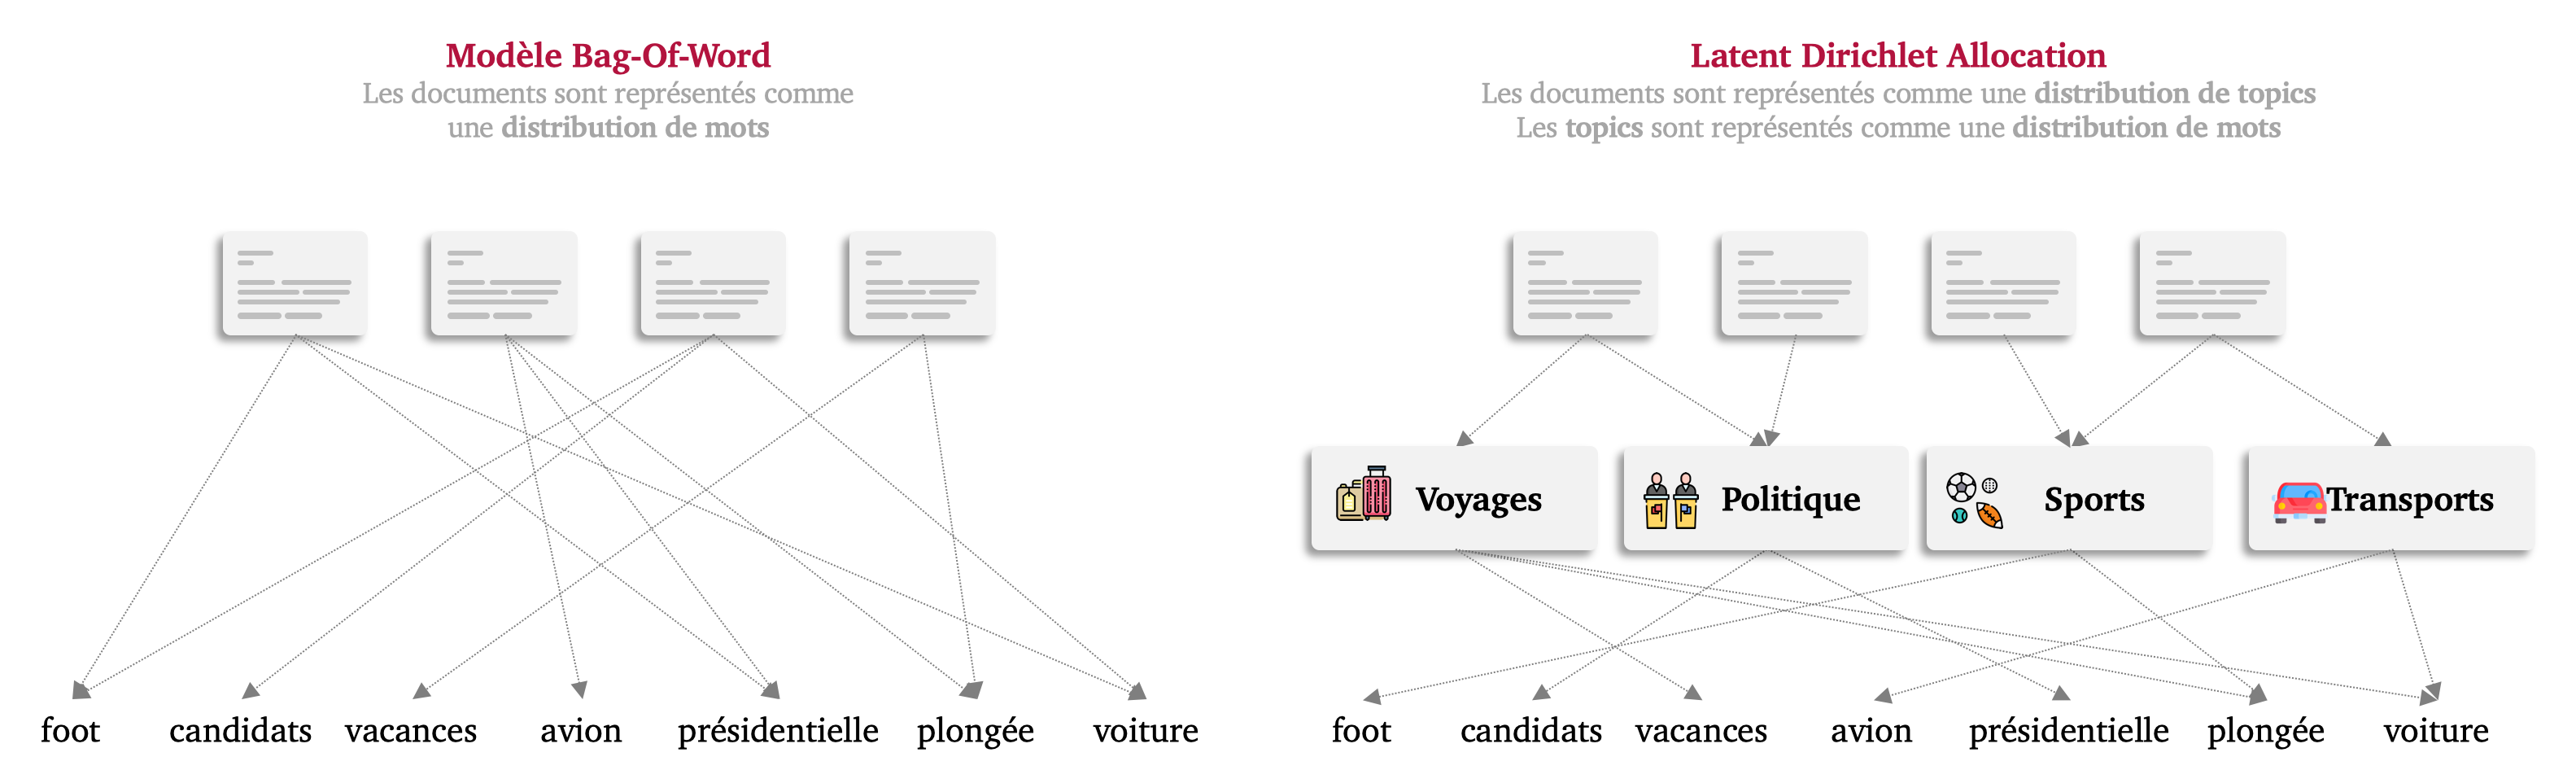 Modèle Bag-Of-Word
Les documents sont représentés comme
une distribution de mots
foot candidats vacances avion présidentielle plongée voiture
Latent Dirichlet Allocation
Les documents sont représentés comme une distribution de topics
Les topics sont représentés comme une distribution de mots
Voyages Politique Sports Transports
foot candidats vacances avion présidentielle plongée voiture